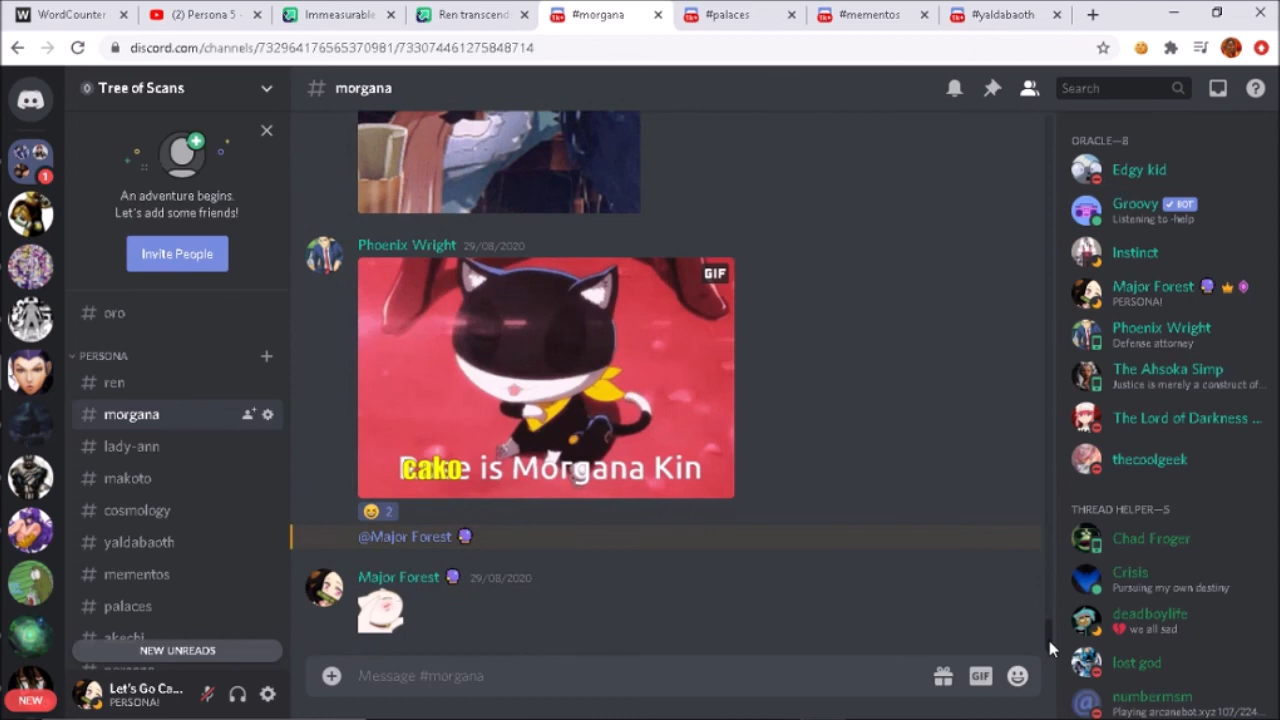 WordCounter
(2) Persona 5 -
Immeasurable
Ren transcend
#morgana
#palaces
#mementos
#yaldabaoth
discord.com/channels/732964176565370981/733074461275848714
Tree of Scans
# morgana
Search
An adventure begins.
Let's add some friends!
Invite People
# oro
PERSONA
# ren
# morgana
# lady-ann
# makoto
# cosmology
# yaldabaoth
# mementos
# palaces
# akechi
NEW UNREADS
1
NEW
Let's Go Ca...
PERSONA!
Phoenix Wright 29/08/2020
GIF
cako
is Morgana Kin
2
@Major Forest
Major Forest 29/08/2020
Message #morgana
GIF
ORACLE—8
Edgy kid
Groovy BOT
Listening to -help
Instinct
Major Forest
PERSONA!
Phoenix Wright
Defense attorney
The Ahsoka Simp
Justice is merely a construct of...
The Lord of Darkness ...
thecoolgeek
THREAD HELPER—5
Chad Froger
Crisis
Pursuing my own destiny
deadboylife
we all sad
lost god
numbermsm
Playing arcanebot.xyz 107/224...